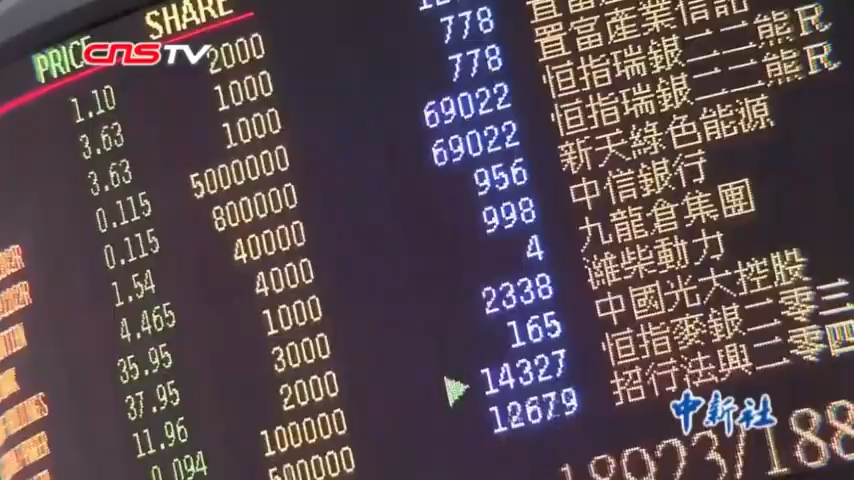 CNSTV
PRICE SHARE
1.10 2000
3.63 1000
3.63 1000
0.115 5000000
0.115 800000
1.54 40000
4.465 4000
35.95 1000
37.95 3000
11.96 2000
0.094 100000
500000
778
778 置富產業信託
69022 恒指瑞銀二二熊R
69022 恒指瑞銀二二熊R
956 新天綠色能源
998 中信銀行
4 九龍倉集團
2338 濰柴動力
165 中國光大控股
14327 恒指麥銀二零三
12679 招行法興二零四
18923/188
中新社